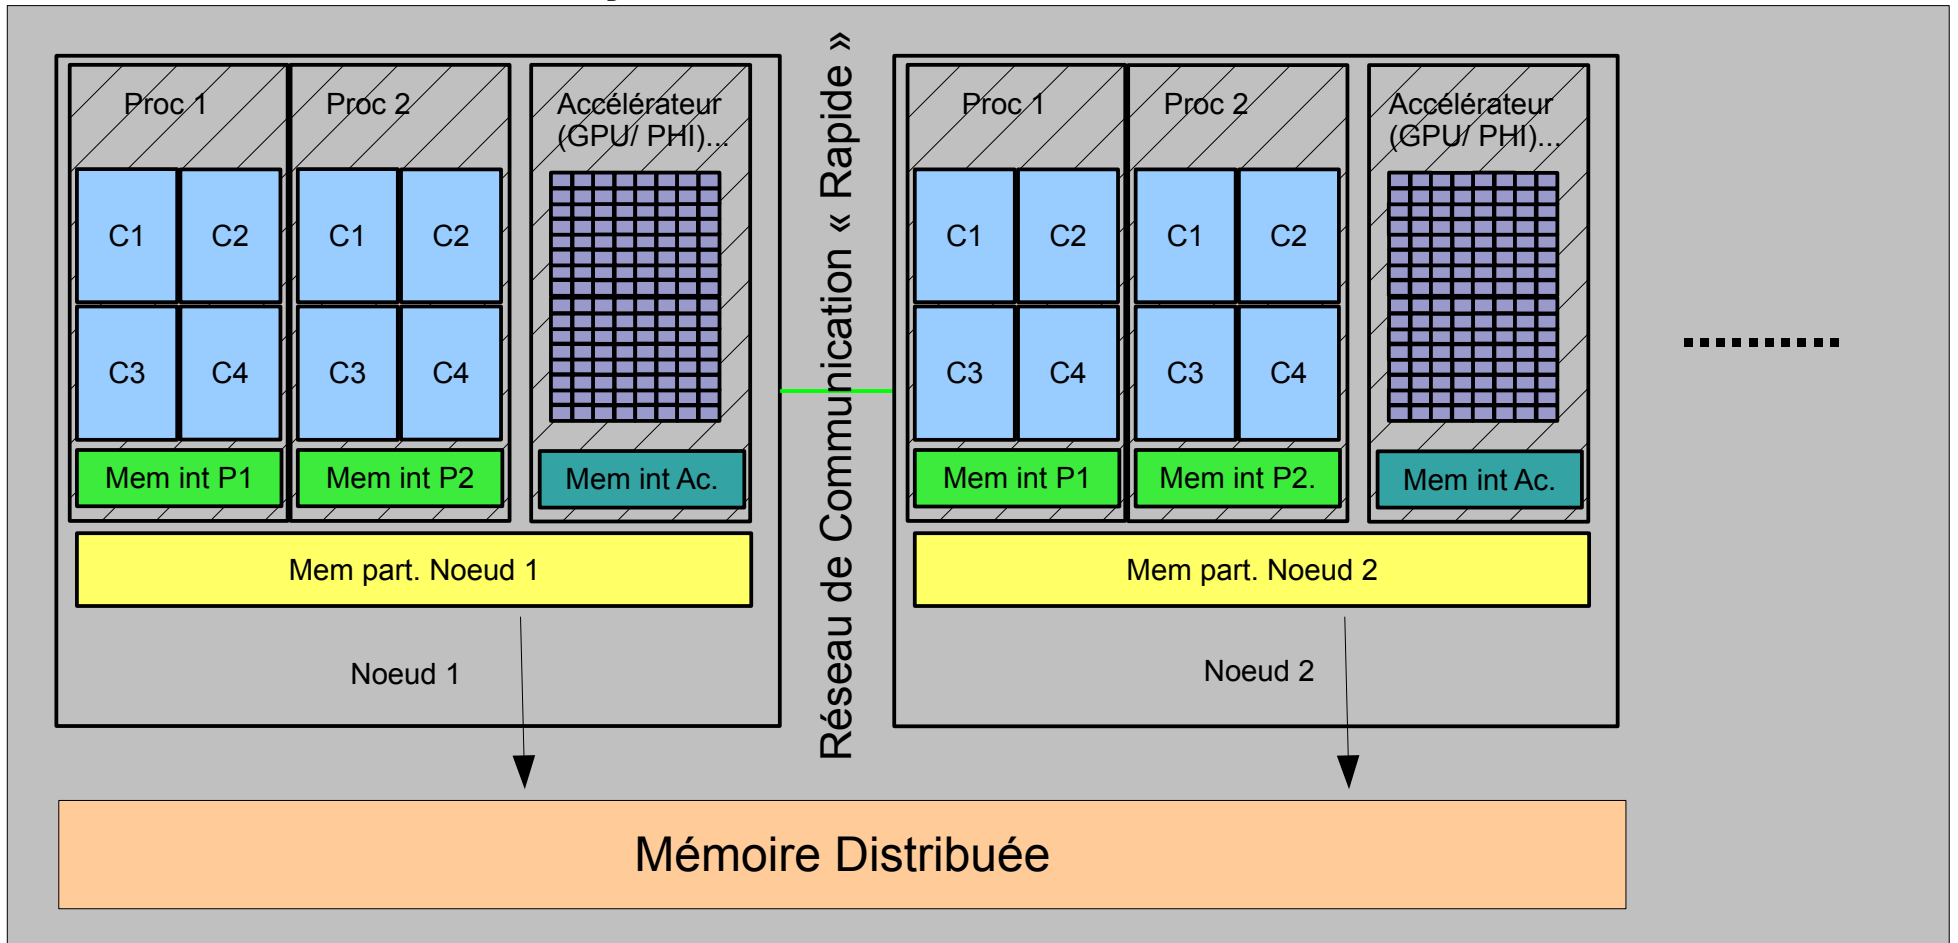 Proc 1
Proc 2
Accélérateur
(GPU/ PHI)...
C1
C2
C1
C2
C3
C4
C3
C4
Mem int P1
Mem int P2
Mem int Ac.
Mem part. Noeud 1
Noeud 1
Réseau de Communication « Rapide »
Proc 1
Proc 2
Accélérateur
(GPU/ PHI)...
C1
C2
C1
C2
C3
C4
C3
C4
Mem int P1
Mem int P2.
Mem int Ac.
Mem part. Noeud 2
Noeud 2
Mémoire Distribuée